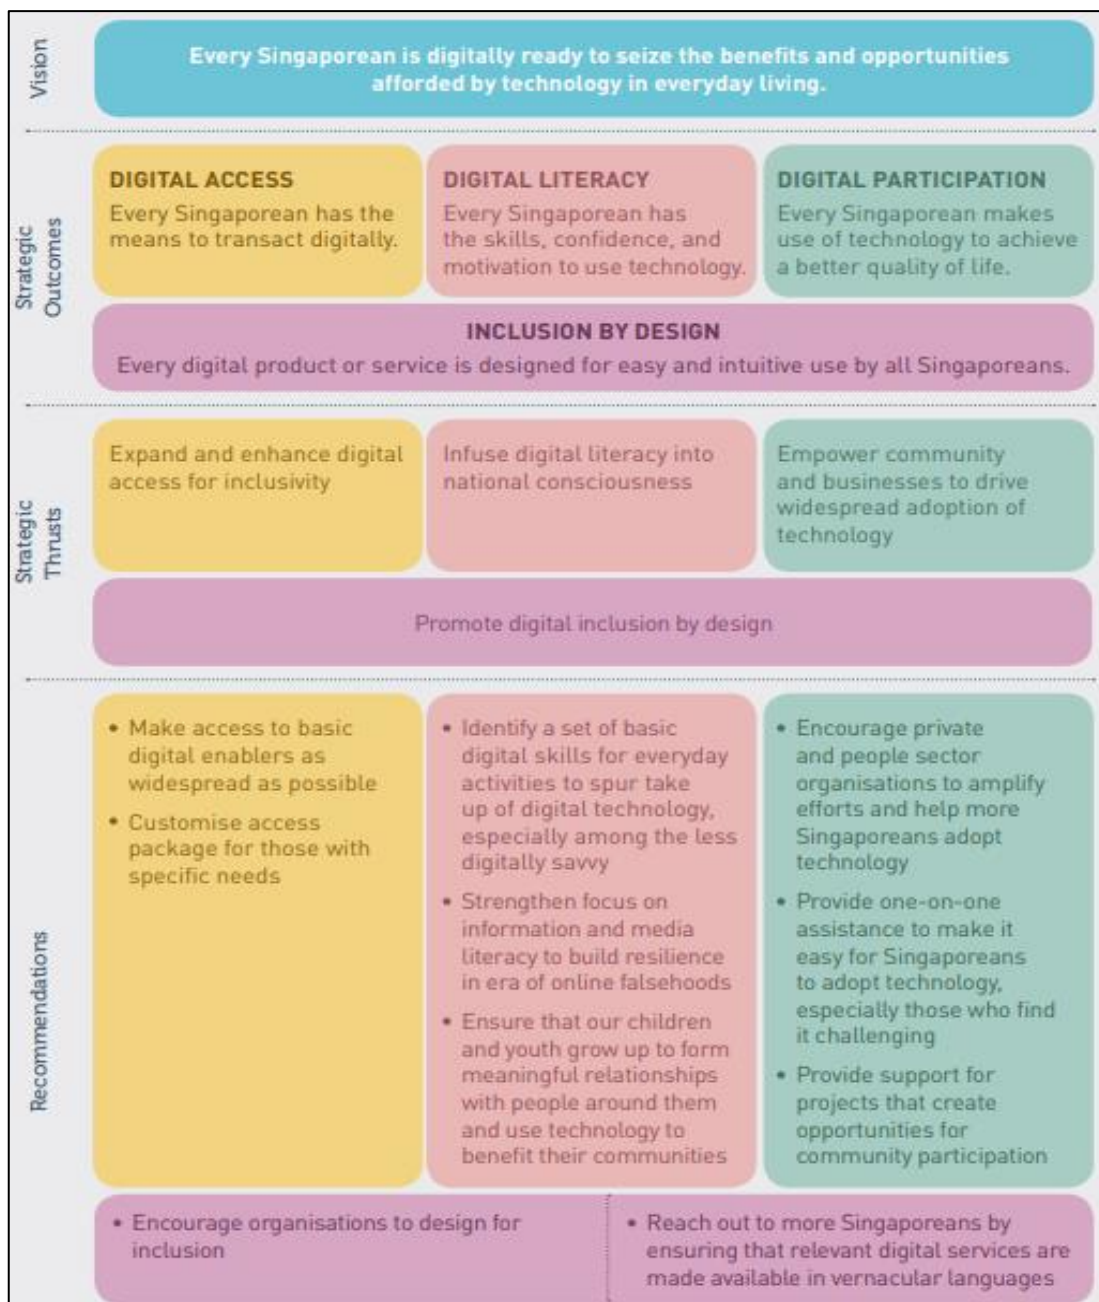 Vision
Every Singaporean is digitally ready to seize the benefits and opportunities
afforded by technology in everyday living.
Strategic
Outcomes
DIGITAL ACCESS
Every Singaporean has the
means to transact digitally.
DIGITAL LITERACY
Every Singaporean has
the skills, confidence, and
motivation to use technology.
DIGITAL PARTICIPATION
Every Singaporean makes
use of technology to achieve
a better quality of life.
INCLUSION BY DESIGN
Every digital product or service is designed for easy and intuitive use by all Singaporeans.
Strategic
Thrusts
Expand and enhance digital
access for inclusivity
Infuse digital literacy into
national consciousness
Empower community
and businesses to drive
widespread adoption of
technology
Promote digital inclusion by design
Recommendations
• Make access to basic
digital enablers as
widespread as possible
• Customise access
package for those with
specific needs
• Identify a set of basic
digital skills for everyday
activities to spur take
up of digital technology,
especially among the less
digitally savvy
• Strengthen focus on
information and media
literacy to build resilience
in era of online falsehoods
• Ensure that our children
and youth grow up to form
meaningful relationships
with people around them
and use technology to
benefit their communities
• Encourage private
and people sector
organisations to amplify
efforts and help more
Singaporeans adopt
technology
• Provide one-on-one
assistance to make it
easy for Singaporeans
to adopt technology,
especially those who find
it challenging
• Provide support for
projects that create
opportunities for
community participation
• Encourage organisations to design for
inclusion
• Reach out to more Singaporeans by
ensuring that relevant digital services are
made available in vernacular languages